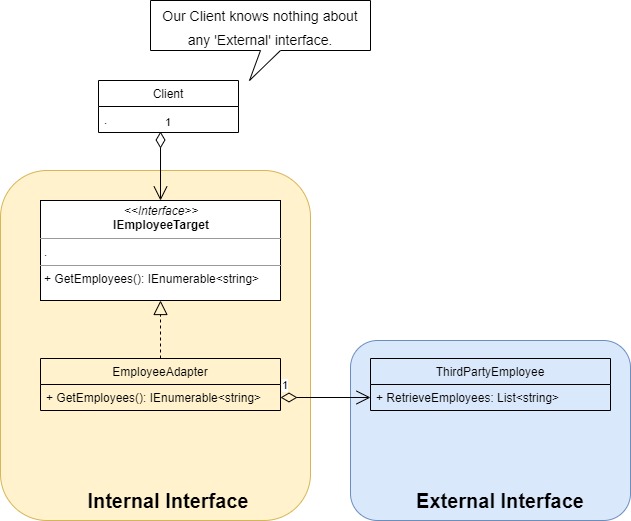 Our Client knows nothing about
any 'External' interface.
Client
. 1
<<Interface>>
IEmployeeTarget
.
+ GetEmployees(): IEnumerable<string>
EmployeeAdapter
+ GetEmployees(): IEnumerable<string>
1
ThirdPartyEmployee
+ RetrieveEmployees: List<string>
Internal Interface
External Interface